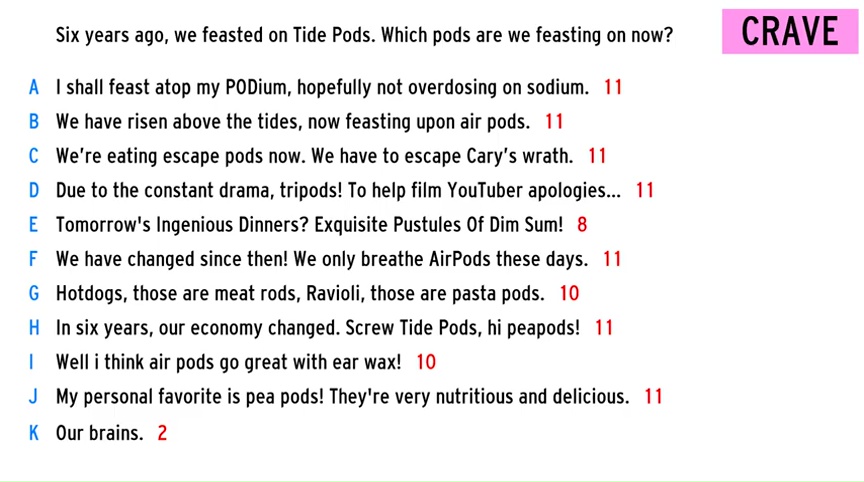 Six years ago, we feasted on Tide Pods. Which pods are we feasting on now?
CRAVE
A I shall feast atop my PODium, hopefully not overdosing on sodium. 11
B We have risen above the tides, now feasting upon air pods. 11
C We're eating escape pods now. We have to escape Cary's wrath. 11
D Due to the constant drama, tripods! To help film YouTuber apologies... 11
E Tomorrow's Ingenious Dinners? Exquisite Pustules Of Dim Sum! 8
F We have changed since then! We only breathe AirPods these days. 11
G Hotdogs, those are meat rods, Ravioli, those are pasta pods. 10
H In six years, our economy changed. Screw Tide Pods, hi peapods! 11
I Well i think air pods go great with ear wax! 10
J My personal favorite is pea pods! They're very nutritious and delicious. 11
K Our brains. 2